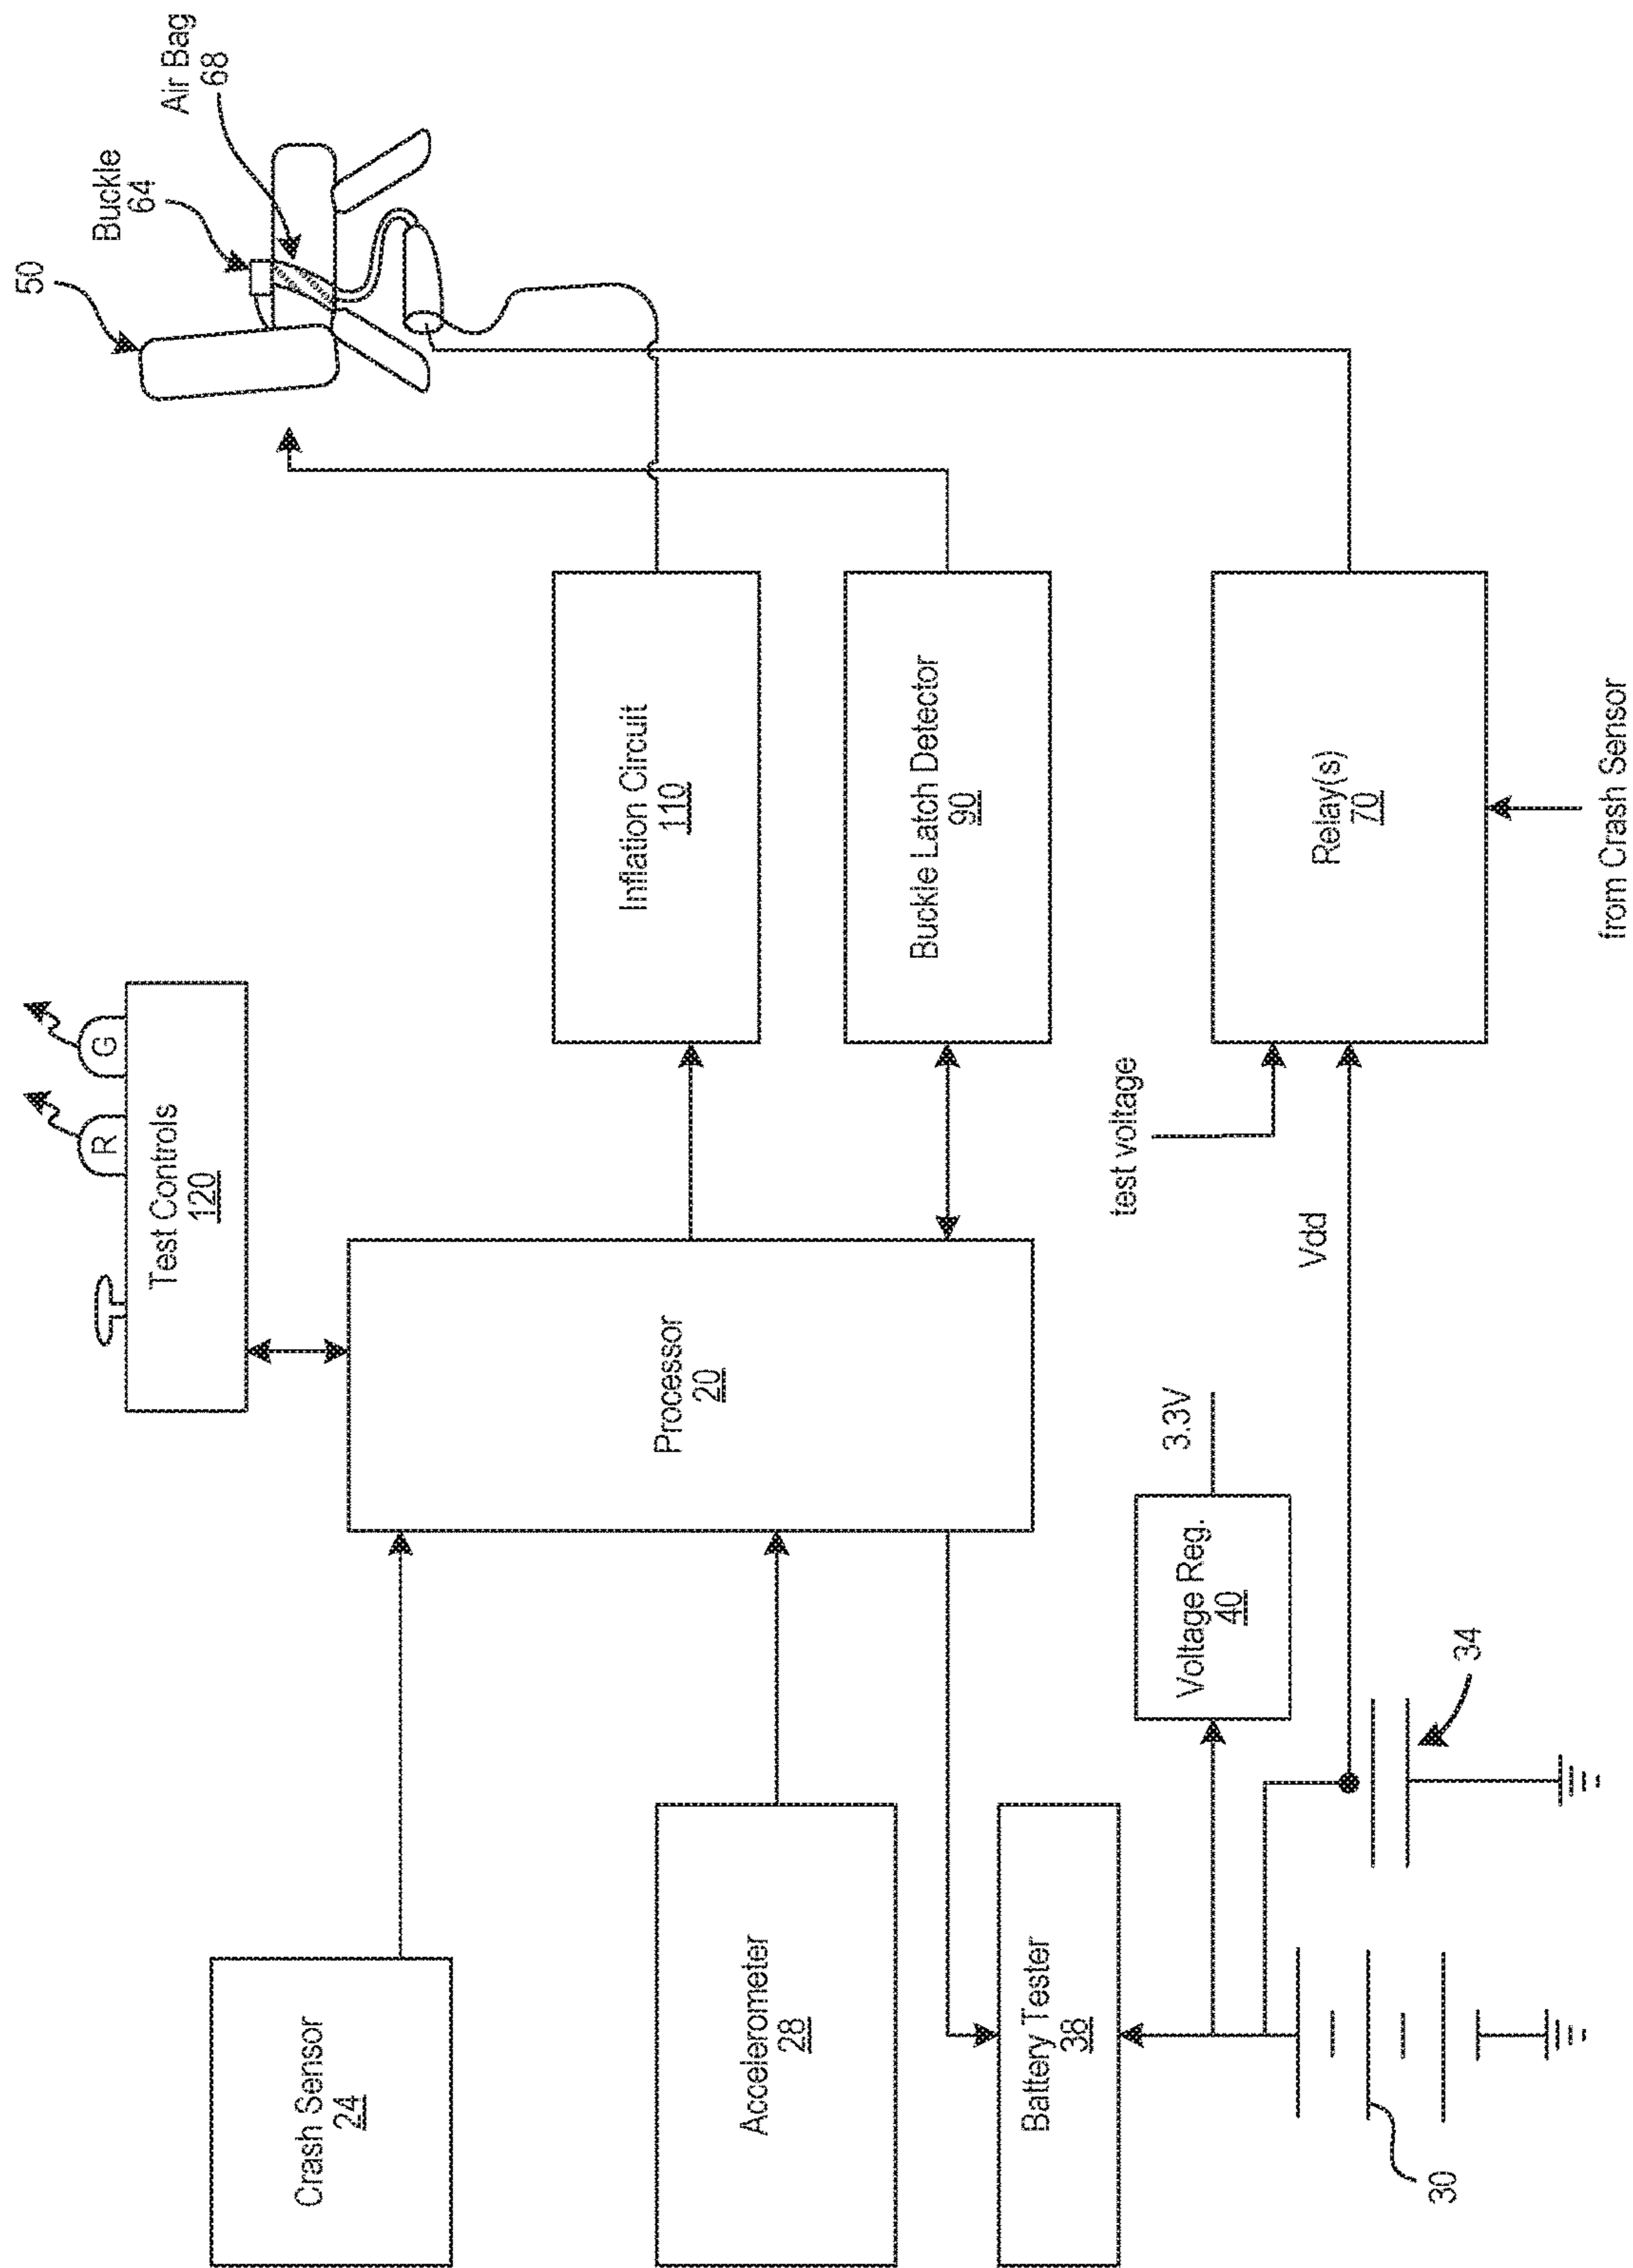 50
Buckle
64
Air Bag
68
R
G
Test Controls
120
Crash Sensor
24
Processor
20
Inflation Circuit
110
Accelerometer
28
Buckle Latch Detector
90
Battery Tester
38
3.3V
Voltage Reg.
40
test voltage
Vdd
Relay(s)
70
30
34
from Crash Sensor